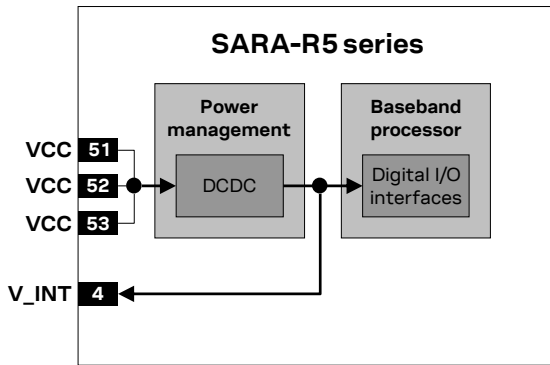 SARA-R5 series
Power
management
Baseband
processor
VCC 51
VCC 52
VCC 53
DCDC
Digital I/O
interfaces
V_INT 4